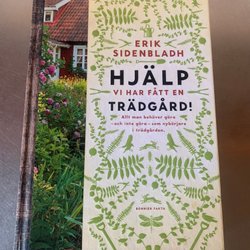 ERIK
SIDENBLADH
HJÄLP
VI HAR FÅTT EN
TRÄDGÅRD!
Allt man behöver göra
– och inte göra – som nybörjare
i trädgården.
BONNIER FAKTA